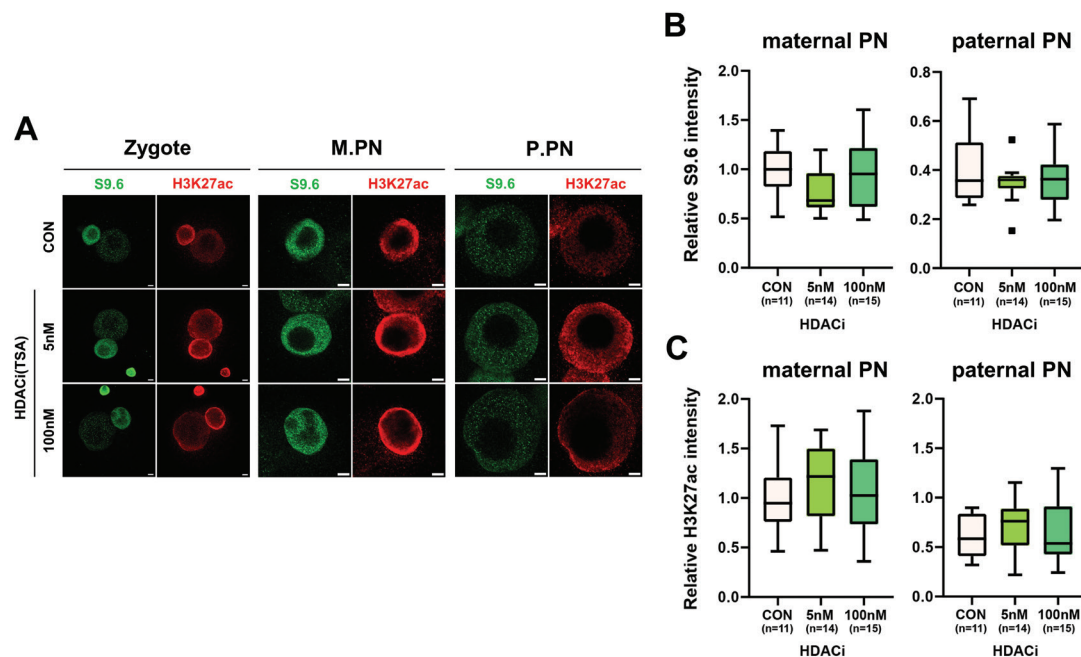 A
Zygote
M.PN
P.PN
S9.6
H3K27ac
S9.6
H3K27ac
S9.6
H3K27ac
CON
HDACi(TSA)
5nM
100nM
B
maternal PN
paternal PN
Relative S9.6 intensity
2.0
1.5
1.0
0.5
0.0
0.8
0.6
0.4
0.2
0.0
CON
5nM
100nM
(n=11)
(n=14)
(n=15)
HDACi
CON
5nM
100nM
(n=11)
(n=14)
(n=15)
HDACi
C
maternal PN
paternal PN
Relative H3K27ac intensity
2.0
1.5
1.0
0.5
0.0
2.0
1.5
1.0
0.5
0.0
CON
5nM
100nM
(n=11)
(n=14)
(n=15)
HDACi
CON
5nM
100nM
(n=11)
(n=14)
(n=15)
HDACi